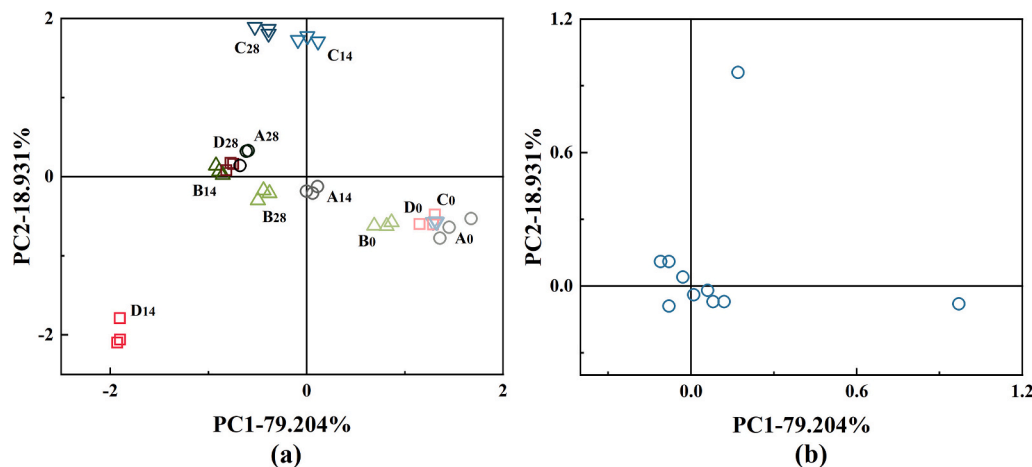 2
0
-2
-2
0
2
PC2-18.931%
PC1-79.204%
C28
C14
D28
A28
B14
B28
A14
B0
D0
C0
A0
D14
(a)
1.2
0.6
0.0
0.0
0.6
1.2
PC2-18.931%
PC1-79.204%
(b)